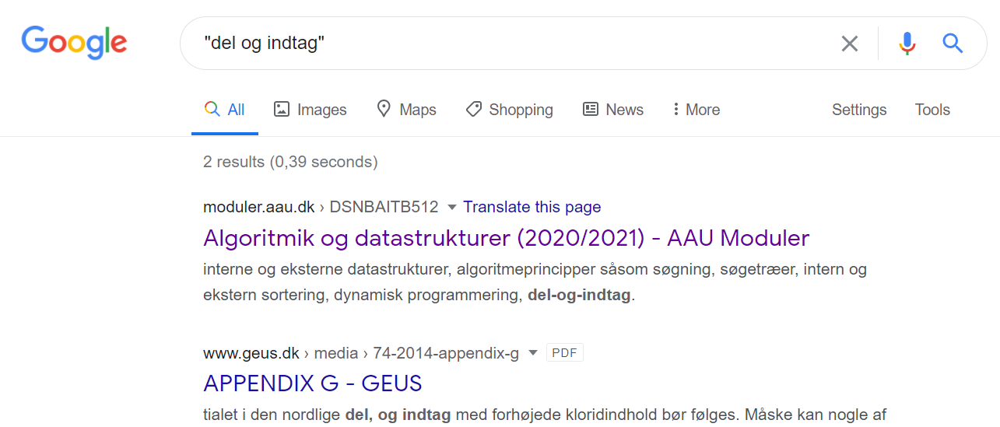 Google
"del og indtag"
All Images Maps Shopping News More Settings Tools
2 results (0,39 seconds)
moduler.aau.dk › DSNBAITB512 Translate this page
Algoritmik og datastrukturer (2020/2021) - AAU Moduler
interne og eksterne datastrukturer, algoritmeprincipper såsom søgning, søgetræer, intern og
ekstern sortering, dynamisk programmering, del-og-indtag.
www.geus.dk › media › 74-2014-appendix-g PDF
APPENDIX G - GEUS
tialet i den nordlige del, og indtag med forhøjede kloridindhold bør følges. Måske kan nogle af